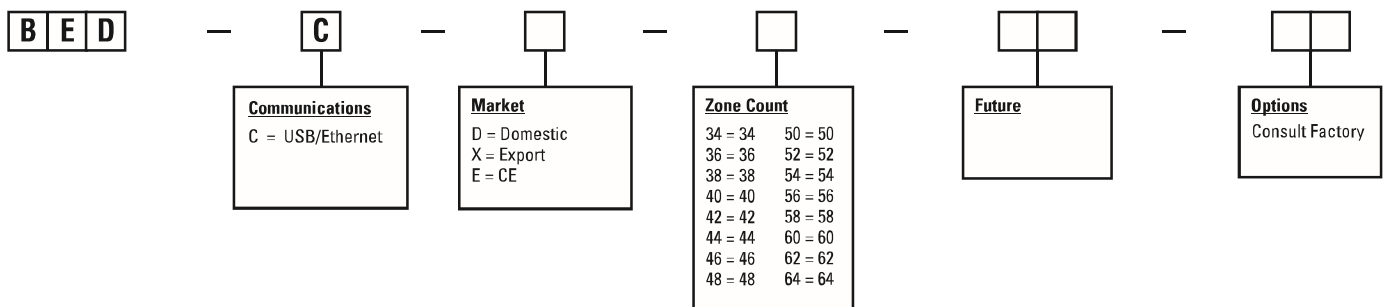 BED — C — — — —
Communications
C = USB/Ethernet
Market
D = Domestic
X = Export
E = CE
Zone Count
34 = 34 50 = 50
36 = 36 52 = 52
38 = 38 54 = 54
40 = 40 56 = 56
42 = 42 58 = 58
44 = 44 60 = 60
46 = 46 62 = 62
48 = 48 64 = 64
Future
Options
Consult Factory